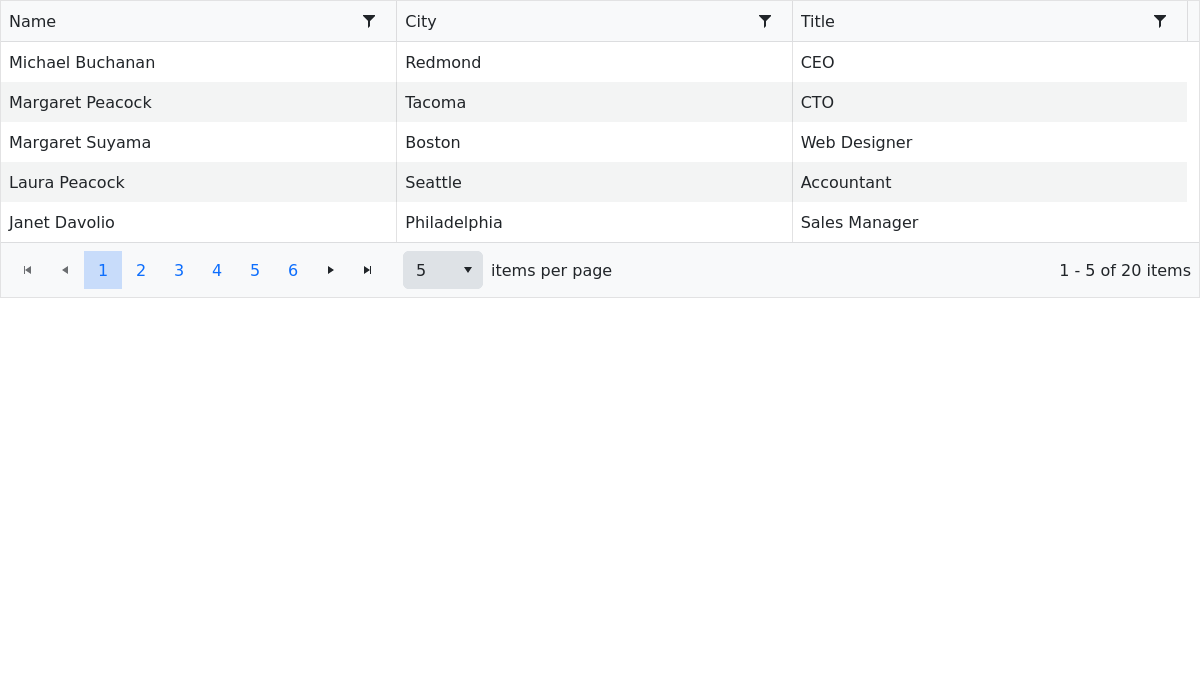 Name City Title
Michael Buchanan Redmond CEO
Margaret Peacock Tacoma CTO
Margaret Suyama Boston Web Designer
Laura Peacock Seattle Accountant
Janet Davolio Philadelphia Sales Manager
1 2 3 4 5 6 5 items per page 1 - 5 of 20 items